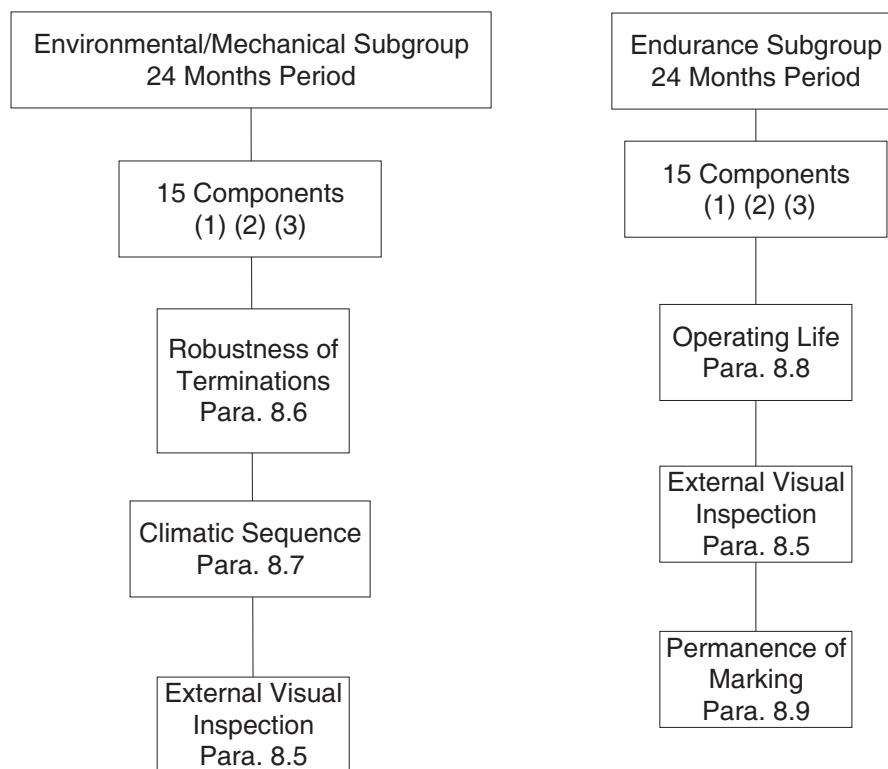 Environmental/Mechanical Subgroup
24 Months Period
15 Components
(1) (2) (3)
Robustness of
Terminations
Para. 8.6
Climatic Sequence
Para. 8.7
External Visual
Inspection
Para. 8.5
Endurance Subgroup
24 Months Period
15 Components
(1) (2) (3)
Operating Life
Para. 8.8
External Visual
Inspection
Para. 8.5
Permanence of
Marking
Para. 8.9